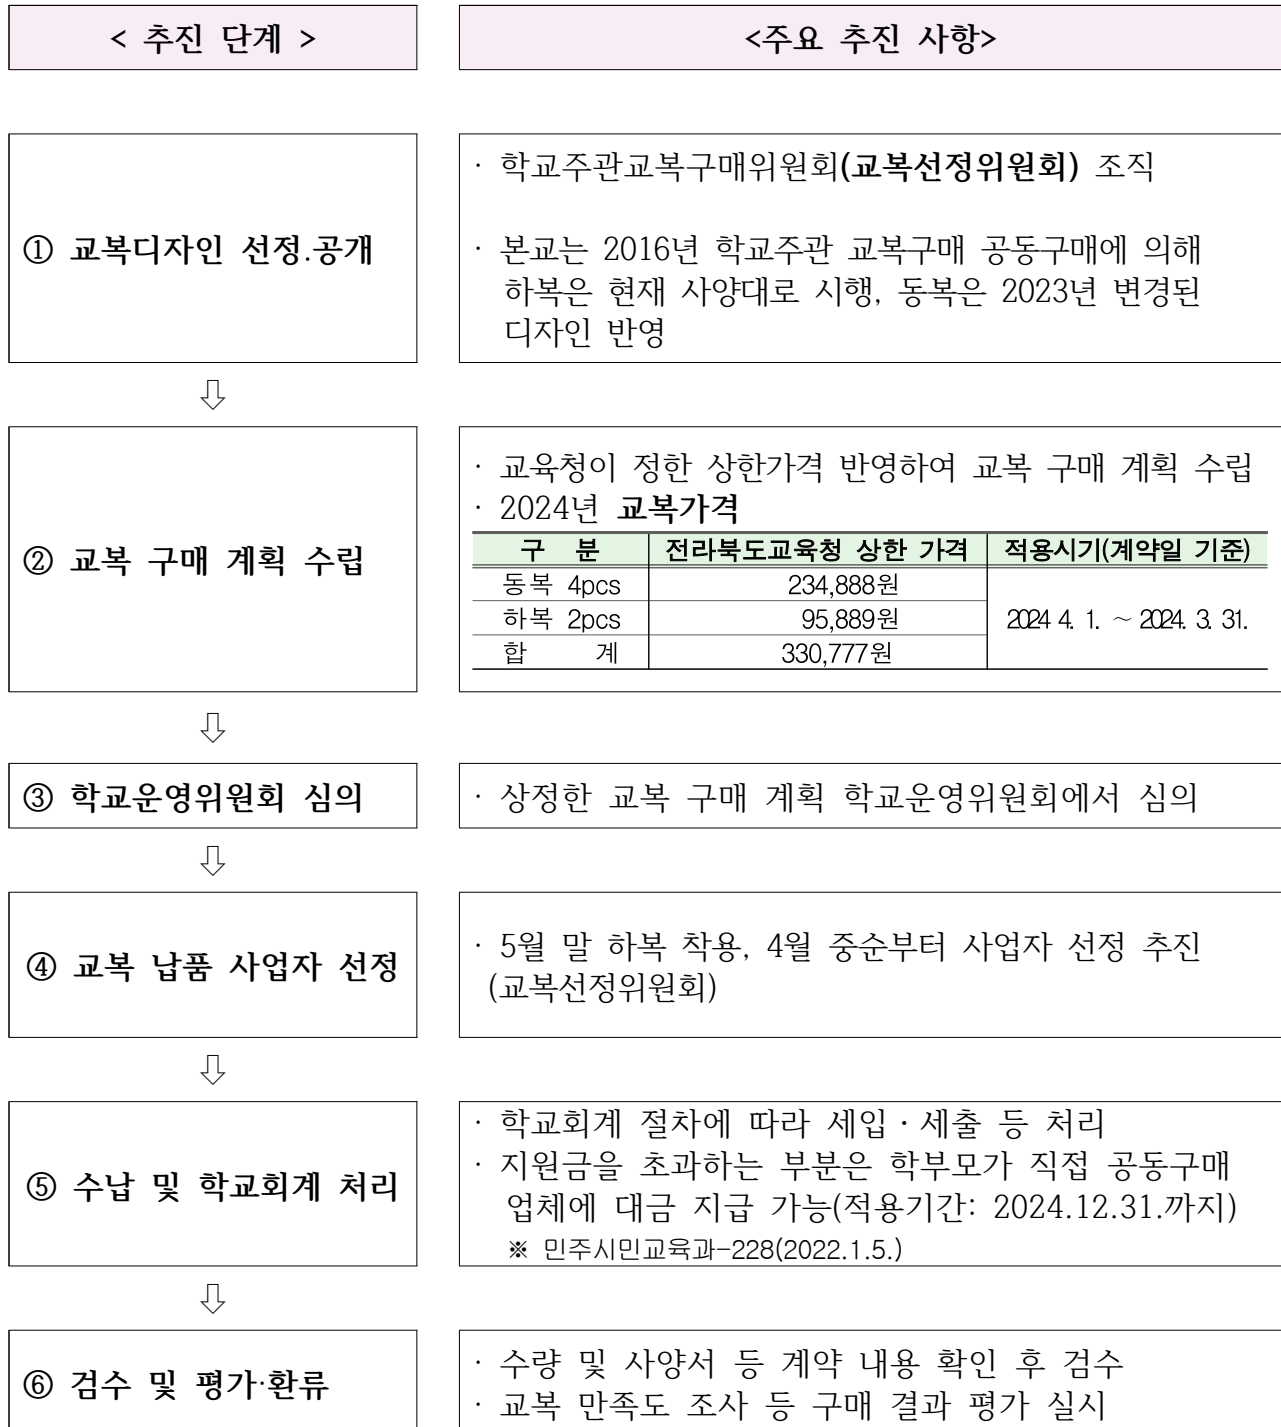 < 추진 단계 >
<주요 추진 사항>
① 교복디자인 선정.공개
· 학교주관교복구매위원회(교복선정위원회) 조직
· 본교는 2016년 학교주관 교복구매 공동구매에 의해
하복은 현재 사양대로 시행, 동복은 2023년 변경된
디자인 반영
⇩
② 교복 구매 계획 수립
· 교육청이 정한 상한가격 반영하여 교복 구매 계획 수립
· 2024년 교복가격
구 분 전라북도교육청 상한 가격 적용시기(계약일 기준)
동복 4pcs 234,888원
하복 2pcs 95,889원 2024 4. 1. ~ 2024. 3. 31.
합 계 330,777원
⇩
③ 학교운영위원회 심의
· 상정한 교복 구매 계획 학교운영위원회에서 심의
⇩
④ 교복 납품 사업자 선정
· 5월 말 하복 착용, 4월 중순부터 사업자 선정 추진
(교복선정위원회)
⇩
⑤ 수납 및 학교회계 처리
· 학교회계 절차에 따라 세입·세출 등 처리
· 지원금을 초과하는 부분은 학부모가 직접 공동구매
업체에 대금 지급 가능(적용기간: 2024.12.31.까지)
※ 민주시민교육과-228(2022.1.5.)
⇩
⑥ 검수 및 평가·환류
· 수량 및 사양서 등 계약 내용 확인 후 검수
· 교복 만족도 조사 등 구매 결과 평가 실시